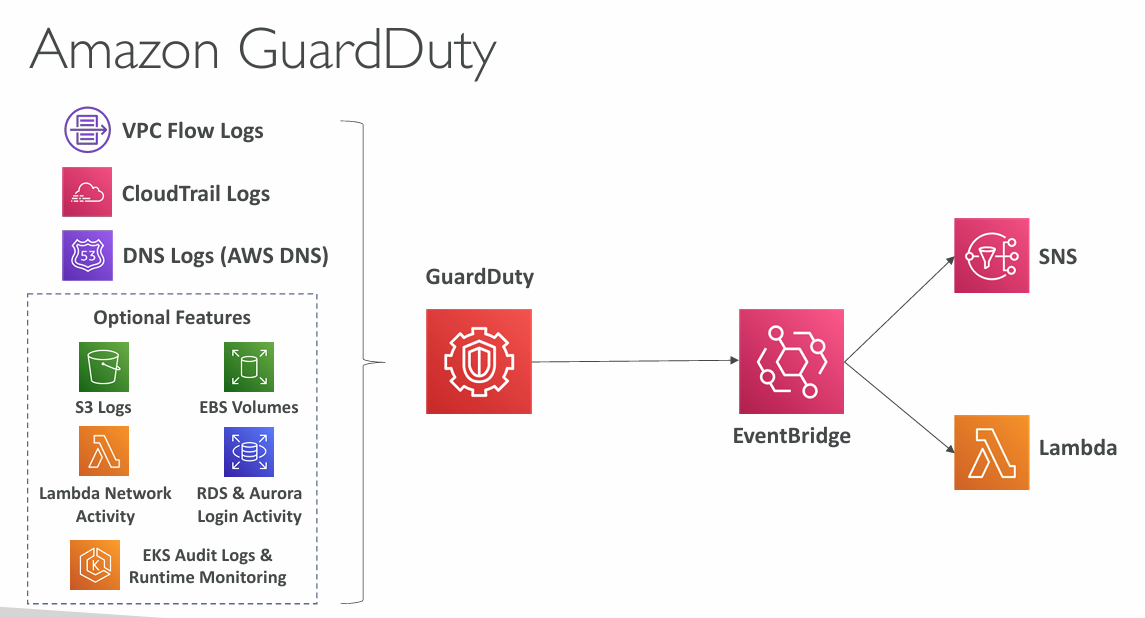 Amazon GuardDuty
VPC Flow Logs
CloudTrail Logs
53
DNS Logs (AWS DNS)
Optional Features
S3 Logs
EBS Volumes
Lambda Network
Activity
RDS & Aurora
Login Activity
K
EKS Audit Logs &
Runtime Monitoring
GuardDuty
EventBridge
SNS
Lambda